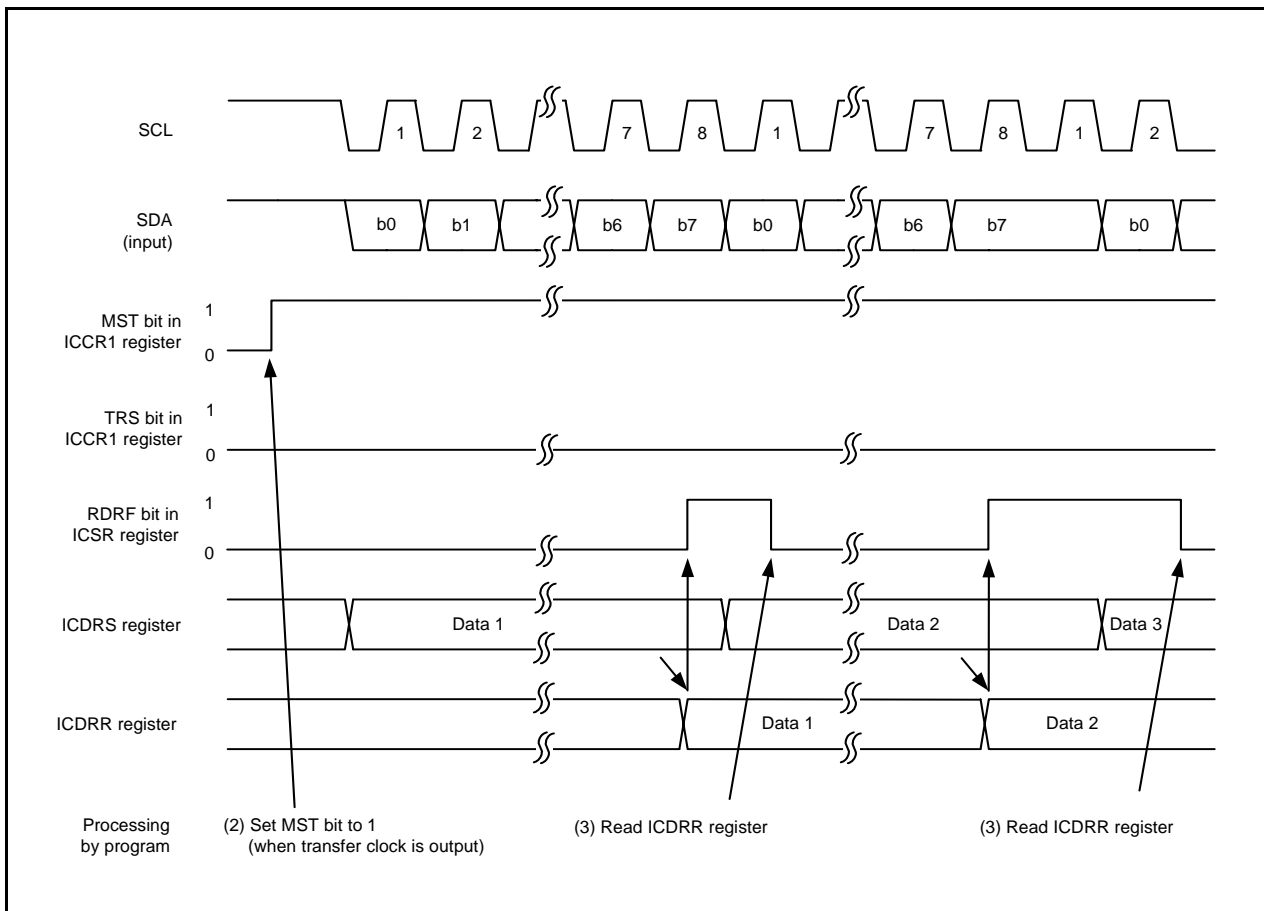 SCL
1 2 7 8 1 7 8 1 2
SDA
(input)
b0 b1 b6 b7 b0 b6 b7 b0
1
MST bit in
ICCR1 register
0
1
TRS bit in
ICCR1 register
0
1
RDRF bit in
ICSR register
0
ICDRS register
Data 1 Data 2 Data 3
ICDRR register
Data 1 Data 2
Processing
by program
(2) Set MST bit to 1
(when transfer clock is output)
(3) Read ICDRR register
(3) Read ICDRR register